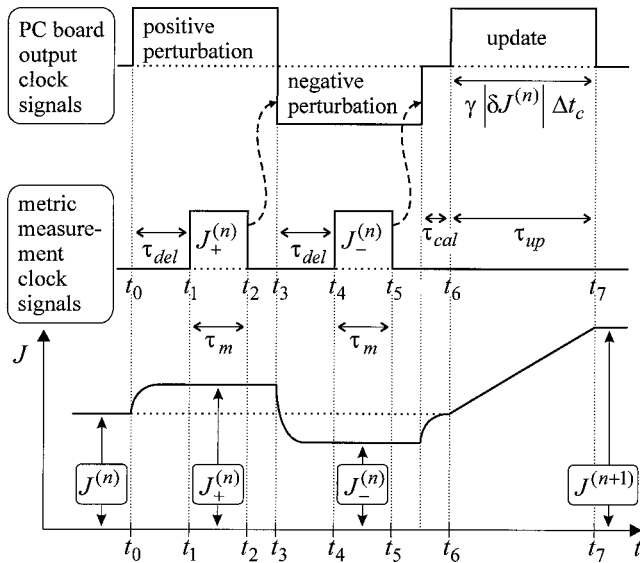 PC board
output
clock
signals
positive
perturbation
negative
perturbation
update
γ |δJ^(n)| Δt_c
metric
measure-
ment
clock
signals
τ_del J_+^(n) τ_del J_-^(n) τ_cal τ_up
t_0 t_1 t_2 t_3 t_4 t_5 t_6 t_7
τ_m τ_m
J
J^(n) J_+^(n) J_-^(n) J^(n+1)
t_0 t_1 t_2 t_3 t_4 t_5 t_6 t_7 t